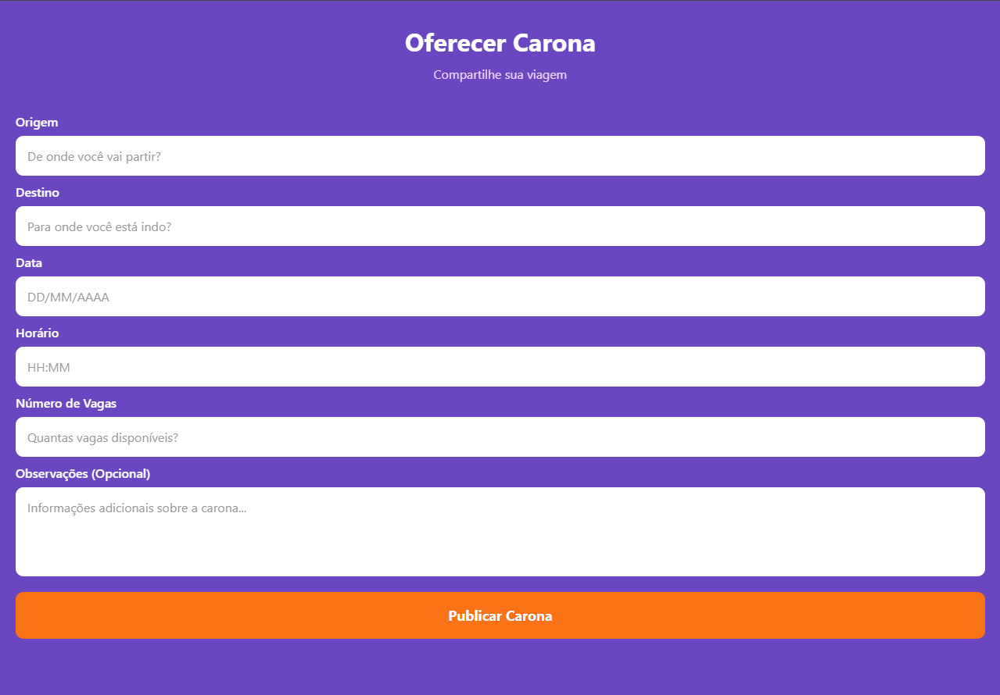 Oferecer Carona
Compartilhe sua viagem
Origem
De onde você vai partir?
Destino
Para onde você está indo?
Data
DD/MM/AAAA
Horário
HH:MM
Número de Vagas
Quantas vagas disponíveis?
Observações (Opcional)
Informações adicionais sobre a carona...
Publicar Carona